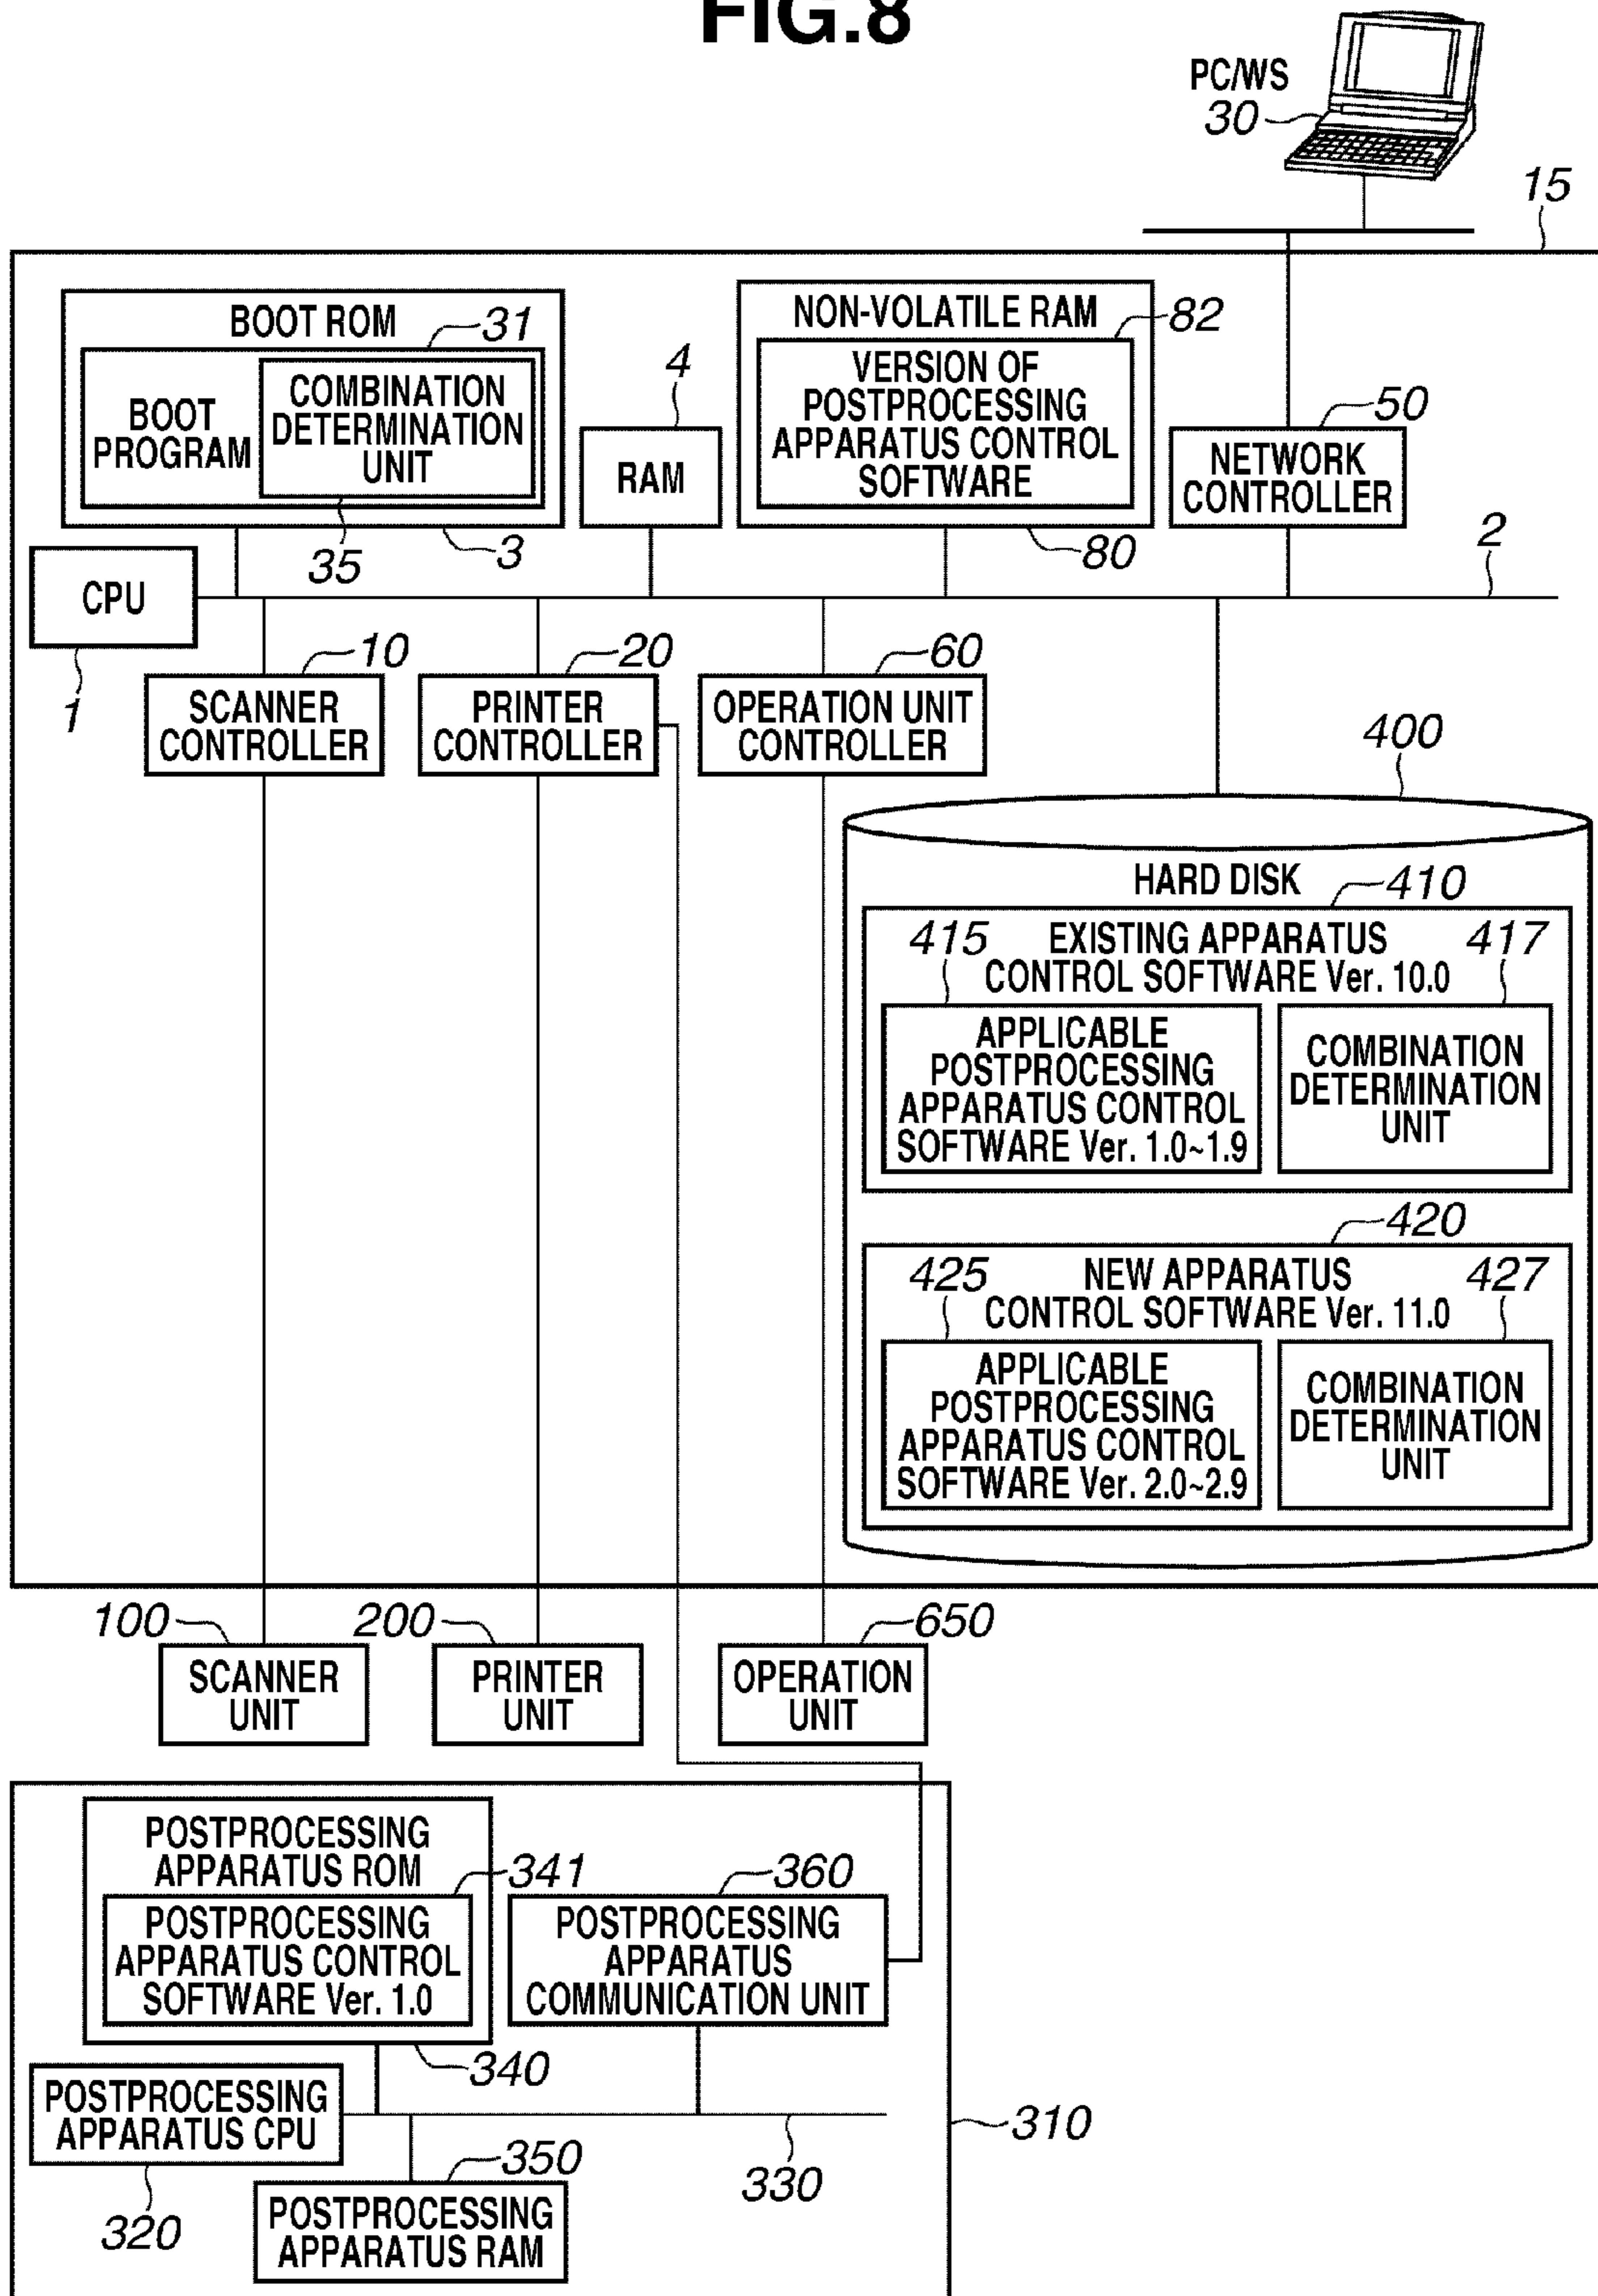 FIG.8
PC/WS
30
15
BOOT ROM
31
BOOT
PROGRAM
COMBINATION
DETERMINATION
UNIT
35
3
4
RAM
NON-VOLATILE RAM
82
VERSION OF
POSTPROCESSING
APPARATUS CONTROL
SOFTWARE
80
50
NETWORK
CONTROLLER
2
CPU
1
10
SCANNER
CONTROLLER
20
PRINTER
CONTROLLER
60
OPERATION UNIT
CONTROLLER
400
HARD DISK
410
415
EXISTING APPARATUS
CONTROL SOFTWARE Ver. 10.0
417
APPLICABLE
POSTPROCESSING
APPARATUS CONTROL
SOFTWARE Ver. 1.0~1.9
COMBINATION
DETERMINATION
UNIT
420
425
NEW APPARATUS
CONTROL SOFTWARE Ver. 11.0
427
APPLICABLE
POSTPROCESSING
APPARATUS CONTROL
SOFTWARE Ver. 2.0~2.9
COMBINATION
DETERMINATION
UNIT
100
SCANNER
UNIT
200
PRINTER
UNIT
650
OPERATION
UNIT
POSTPROCESSING
APPARATUS ROM
341
POSTPROCESSING
APPARATUS CONTROL
SOFTWARE Ver. 1.0
340
360
POSTPROCESSING
APPARATUS
COMMUNICATION UNIT
POSTPROCESSING
APPARATUS CPU
320
350
POSTPROCESSING
APPARATUS RAM
330
310